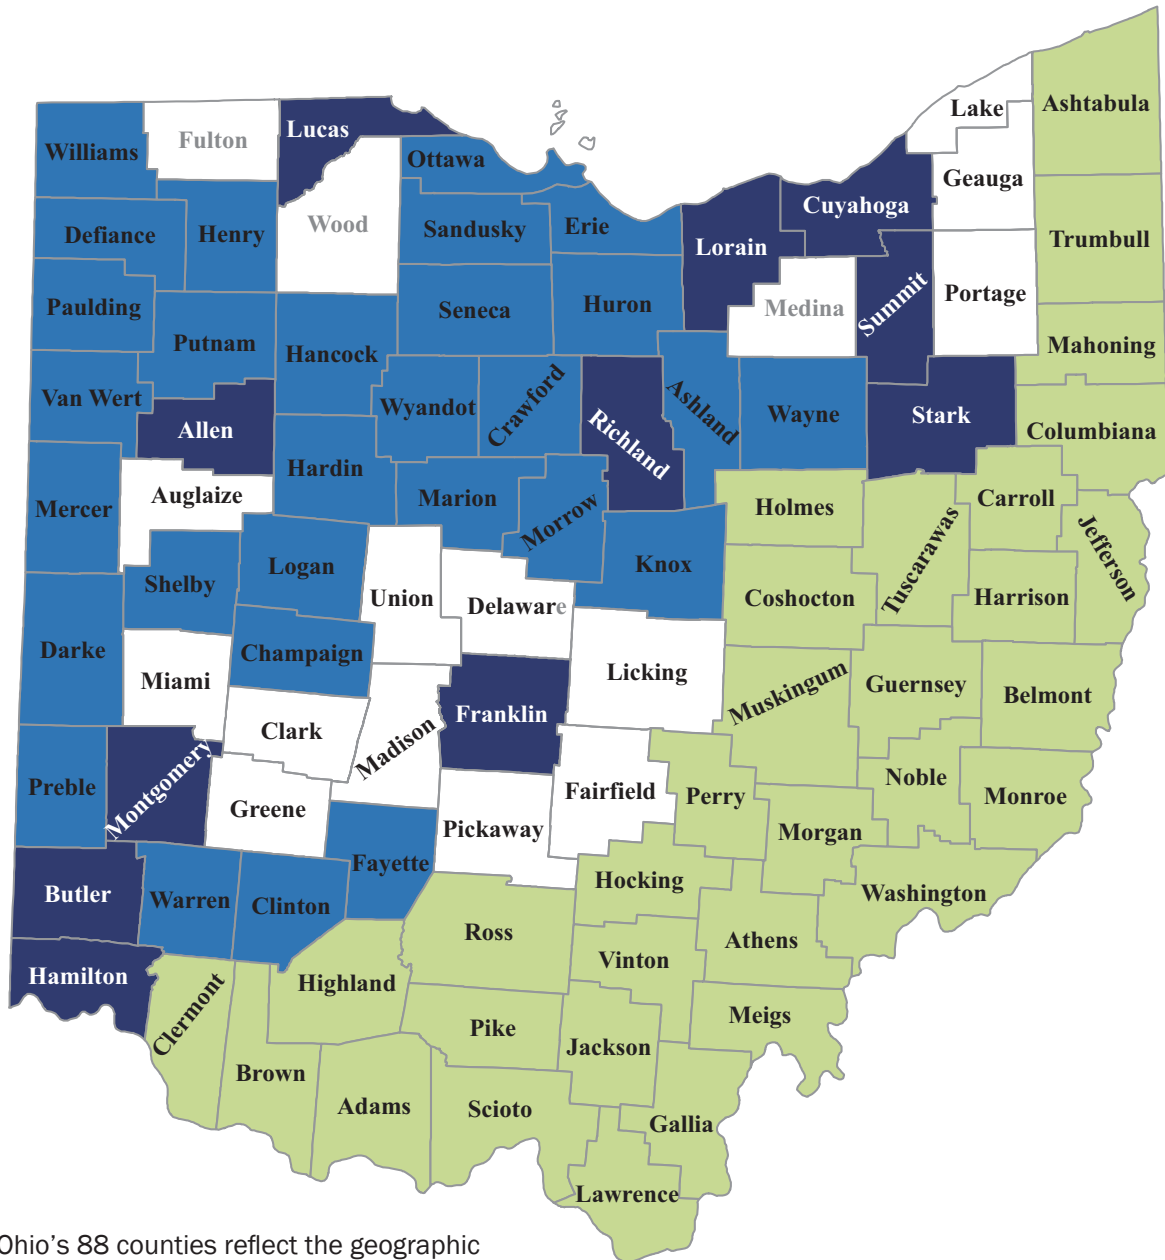 Lake
Ashtabula
Lucas
Fulton
Williams
Ottawa
Geauga
Cuyahoga
Wood
Erie
Sandusky
Henry
Defiance
Trumbull
Lorain
Portage
Summit
Huron
Medina
Paulding
Seneca
Putnam
Mahoning
Hancock
Van Wert
Wyandot
Crawford
Ashland
Wayne
Stark
Allen
Richland
Columbiana
Hardin
Auglaize
Marion
Carroll
Mercer
Holmes
Morrow
Jefferson
Tuscarawas
Logan
Knox
Shelby
Union
Delaware
Coshocton
Harrison
Darke
Champaign
Licking
Miami
Guernsey
Muskingum
Belmont
Franklin
Clark
Madison
Noble
Preble
Montgomery
Fairfield
Perry
Monroe
Greene
Pickaway
Morgan
Fayette
Hocking
Butler
Warren
Clinton
Washington
Ross
Athens
Vinton
Hamilton
Highland
Clermont
Meigs
Pike
Jackson
Brown
Adams
Scioto
Gallia
Lawrence
Ohio's 88 counties reflect the geographic